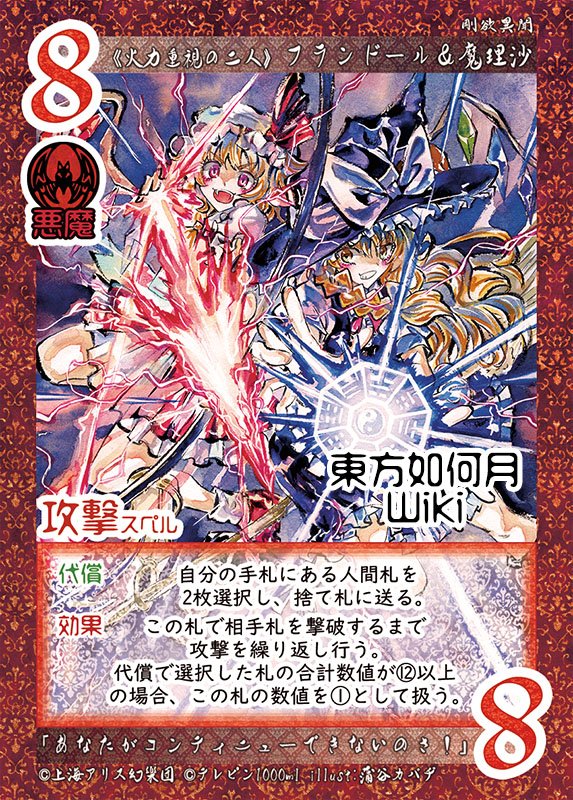 剛欲異聞
8
《火力重視の二人》フランドール&魔理沙
悪魔
東方如何月
Wiki
攻撃スペル
代償
自分の手札にある人間札を
2枚選択し、捨て札に送る。
効果
この札で相手札を撃破するまで
攻撃を繰り返し行う。
代償で選択した札の合計数値が⑫以上
の場合、この札の数値を①として扱う。
8
「あなたがコンティニューできないのさ！」
©上海アリス幻樂団 ©テレピン1000ml illust:蒲谷カバヂ